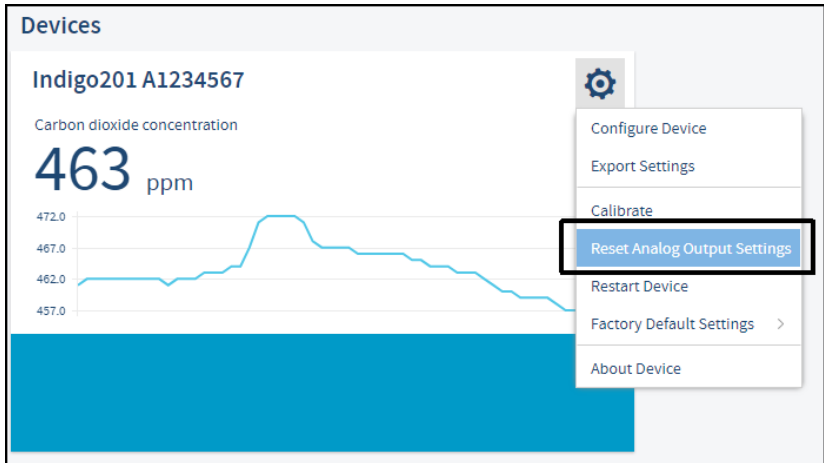 Devices
Indigo201 A1234567
Carbon dioxide concentration
463 ppm
472.0
467.0
462.0
457.0
Configure Device
Export Settings
Calibrate
Reset Analog Output Settings
Restart Device
Factory Default Settings >
About Device